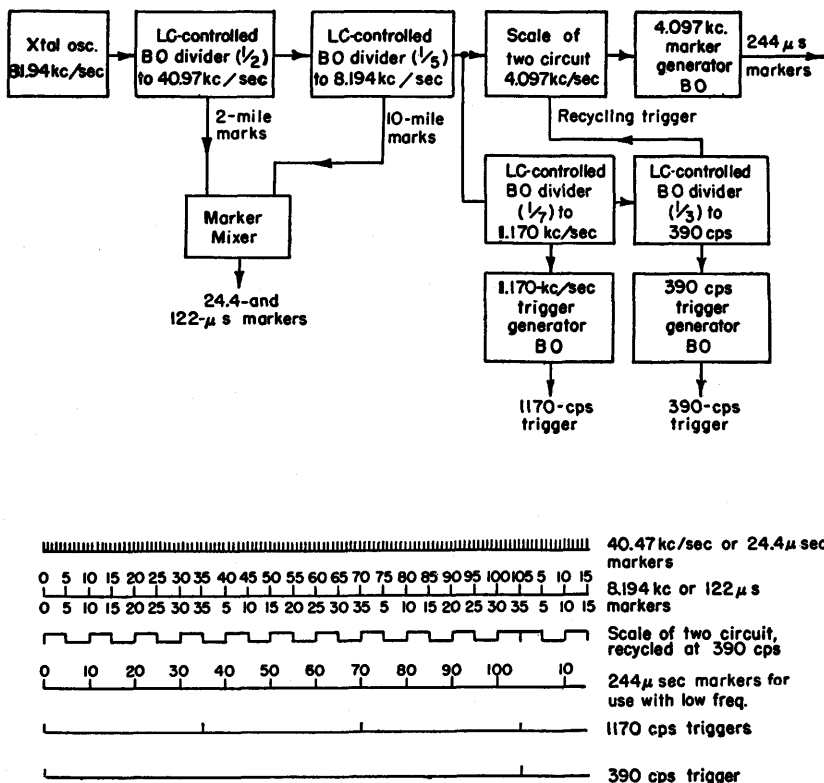 Xtal osc.
81.94kc/sec
LC-controlled
BO divider (1/2)
to 40.97kc/sec
LC-controlled
BO divider (1/5)
to 8.194 kc/sec
Scale of
two circuit
4.097kc/sec
4.097kc.
marker
generator
BO
244 μs
markers
2-mile
marks
10-mile
marks
Recycling trigger
Marker
Mixer
LC-controlled
BO divider
(1/7) to
1.170 kc/sec
LC-controlled
BO divider
(1/3) to
390 cps
24.4-and
122-μs markers
1.170-kc/sec
trigger
generator
BO
390 cps
trigger
generator
BO
1170-cps
trigger
390-cps
trigger
40.47kc/sec or 24.4μsec
markers
0 5 10 15 20 25 30 35 40 45 50 55 60 65 70 75 80 85 90 95 100 105 5 10 15
8.194kc or 122μs
markers
0 5 10 15 20 25 30 35 5 10 15 20 25 30 35 5 10 15 20 25 30 35 5 10 15
Scale of two circuit,
recycled at 390 cps
0 10 20 30 40 50 60 70 80 90 100 10
244μsec markers for
use with low freq.
1170 cps triggers
390 cps trigger